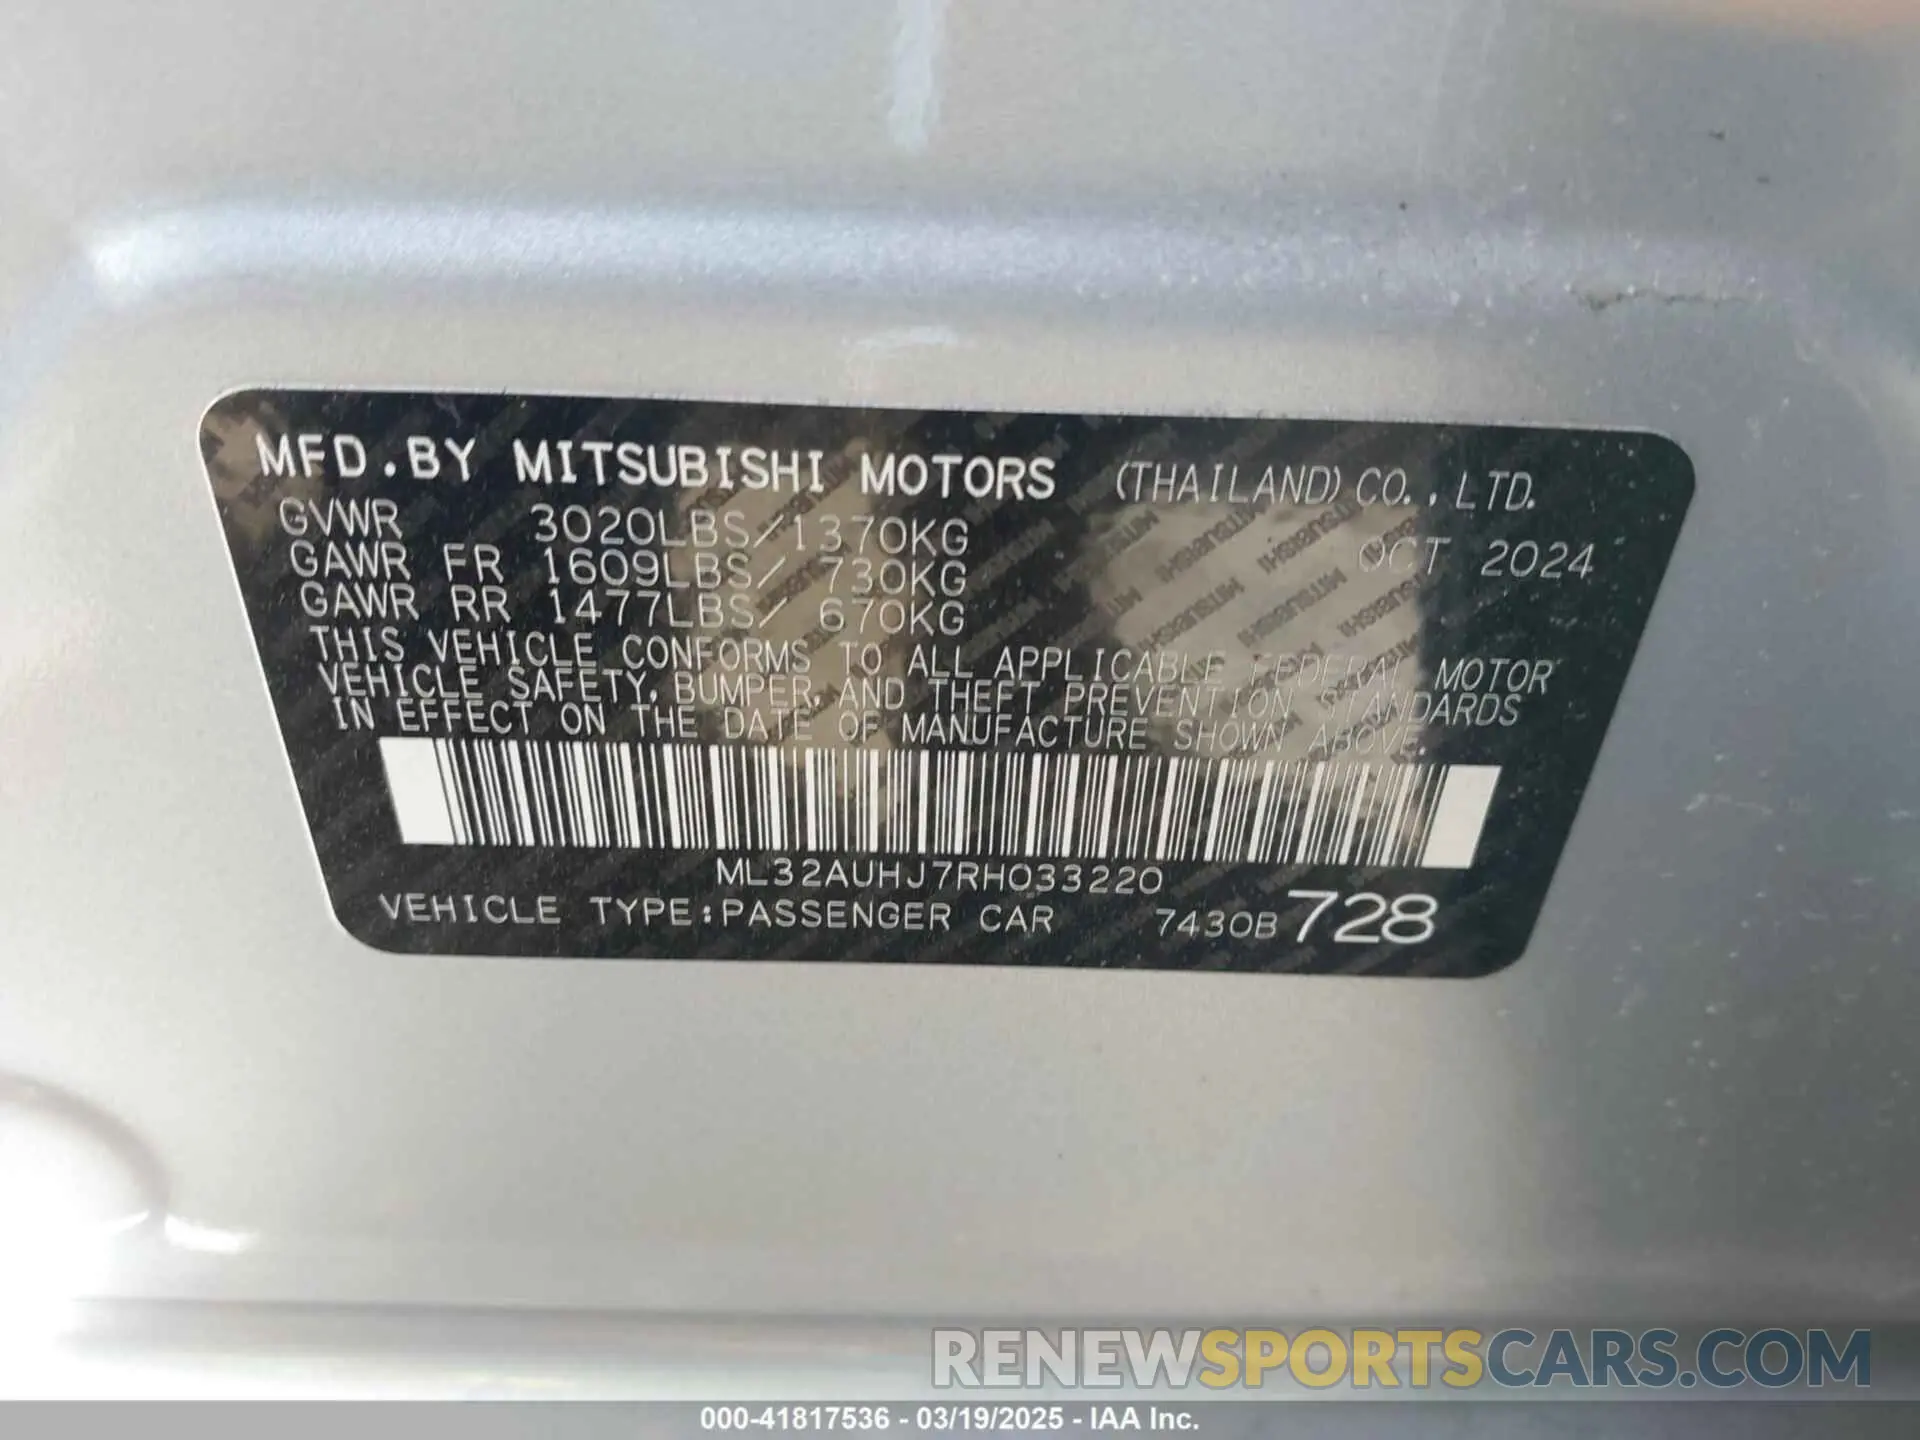 MFD.BY MITSUBISHI MOTORS (THAILAND) CO.,LTD.
GVWR 3020LBS/1370KG OCT 2024
GAWR FR 1609LBS/ 730KG
GAWR RR 1477LBS/ 670KG
THIS VEHICLE CONFORMS TO ALL APPLICABLE FEDERAL MOTOR
VEHICLE SAFETY, BUMPER, AND THEFT PREVENTION STANDARDS
IN EFFECT ON THE DATE OF MANUFACTURE SHOWN ABOVE.
ML32AUHJ7RH033220
VEHICLE TYPE:PASSENGER CAR 7430B 728
RENEWSPORTSCARS.COM
000-41817536 - 03/19/2025 - IAA Inc.